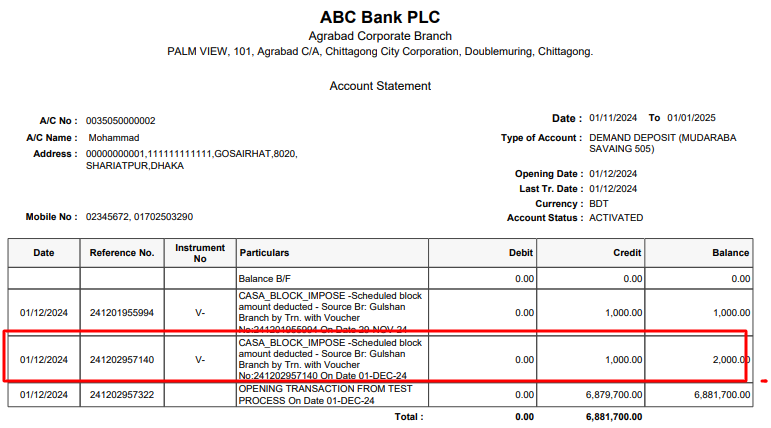 ABC Bank PLC
Agrabad Corporate Branch
PALM VIEW, 101, Agrabad C/A, Chittagong City Corporation, Doublemuring, Chittagong.
Account Statement
A/C No : 0035050000002
A/C Name : Mohammad
Address : 00000000001,111111111111,GOSAIRHAT,8020,
SHARIATPUR,DHAKA
Mobile No : 02345672, 01702503290
Date : 01/11/2024 To 01/01/2025
Type of Account : DEMAND DEPOSIT (MUDARABA
SAVAING 505)
Opening Date : 01/12/2024
Last Tr. Date : 01/12/2024
Currency : BDT
Account Status : ACTIVATED
Date Reference No. Instrument No Particulars Debit Credit Balance
Balance B/F 0.00 0.00 0.00
CASA_BLOCK_IMPOSE -Scheduled block
amount deducted - Source Br: Gulshan
01/12/2024 241201955994 V- Branch by Trn. with Voucher 0.00 1,000.00 1,000.00
No:241201955994 On Date 29-NOV-24
CASA_BLOCK_IMPOSE -Scheduled block
amount deducted - Source Br: Gulshan
01/12/2024 241202957140 V- Branch by Trn. with Voucher 0.00 1,000.00 2,000.00
No:241202957140 On Date 01-DEC-24
OPENING TRANSACTION FROM TEST
01/12/2024 241202957322 PROCESS On Date 01-DEC-24 0.00 6,879,700.00 6,881,700.00
Total : 0.00 6,881,700.00